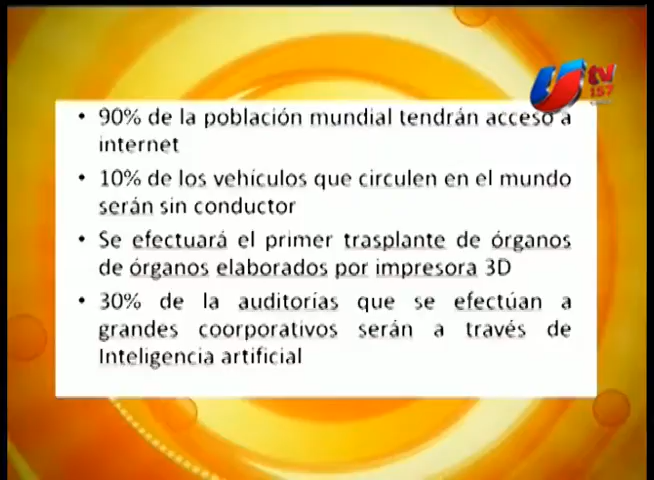 tv
157
• 90% de la población mundial tendrán acceso a
internet
• 10% de los vehículos que circulen en el mundo
serán sin conductor
• Se efectuará el primer trasplante de órganos
de órganos elaborados por impresora 3D
• 30% de la auditorías que se efectúan a
grandes coorporativos serán a través de
Inteligencia artificial